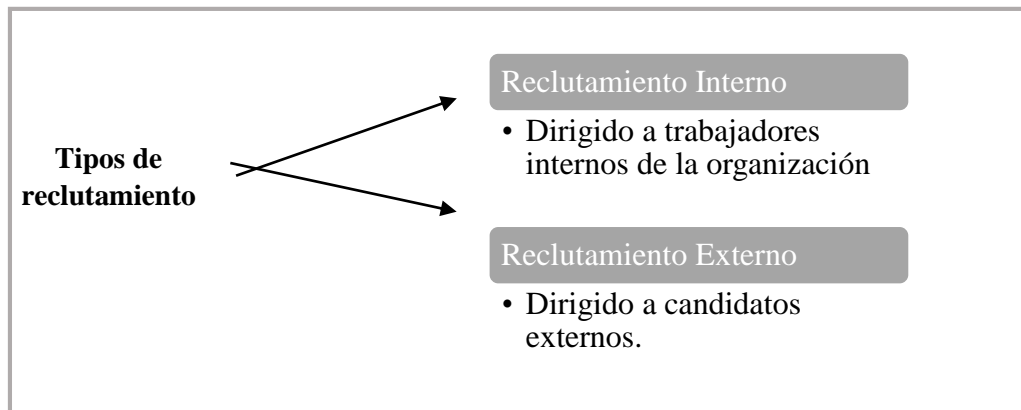 Tipos de
reclutamiento
Reclutamiento Interno
• Dirigido a trabajadores
internos de la organización
Reclutamiento Externo
• Dirigido a candidatos
externos.